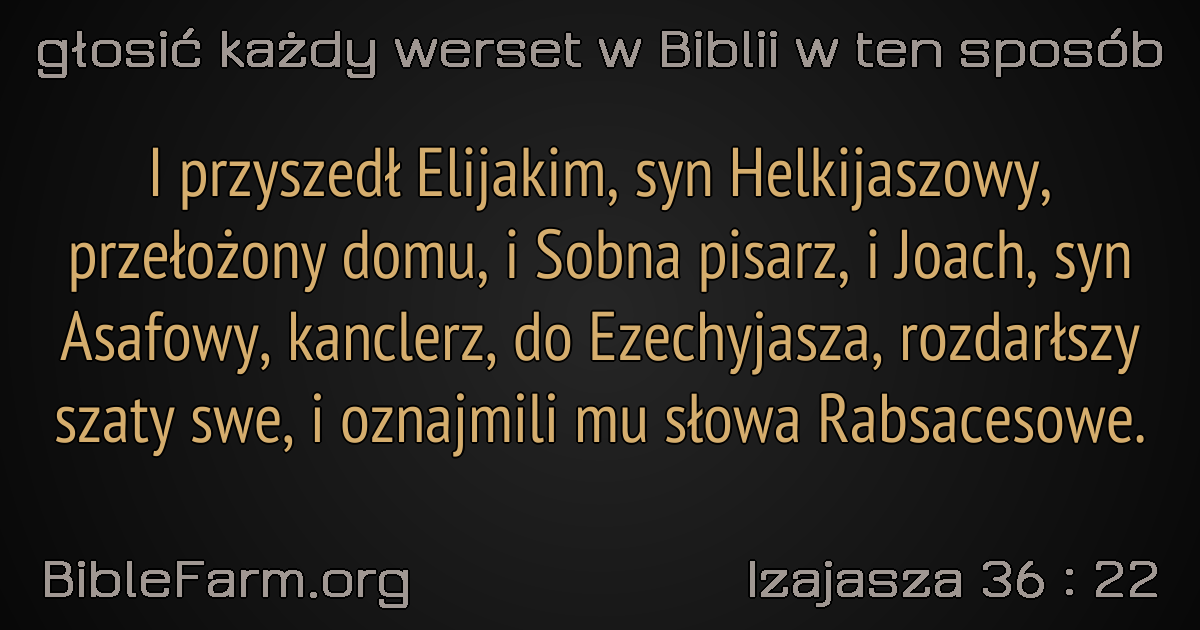 głosić każdy werset w Biblii w ten sposób
I przyszedł Elijakim, syn Helkijaszowy,
przełożony domu, i Sobna pisarz, i Joach, syn
Asafowy, kanclerz, do Ezechyjasza, rozdarłszy
szaty swe, i oznajmili mu słowa Rabsacesowe.
BibleFarm.org
Izajasza 36 : 22